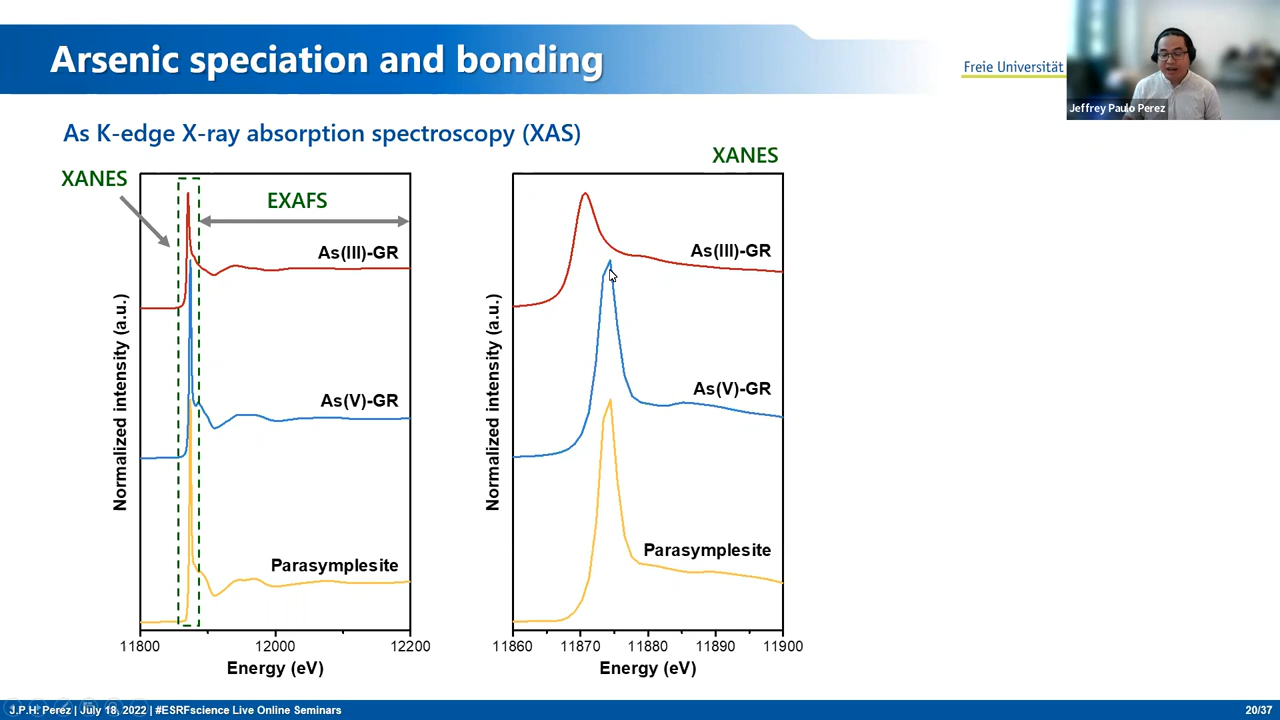 Arsenic speciation and bonding
Freie Universität
Jeffrey Paulo Perez
As K-edge X-ray absorption spectroscopy (XAS)
XANES
EXAFS
As(III)-GR
As(V)-GR
Parasymplesite
Normalized intensity (a.u.)
11800
12000
12200
Energy (eV)
XANES
As(III)-GR
As(V)-GR
Parasymplesite
Normalized intensity (a.u.)
11860
11870
11880
11890
11900
Energy (eV)
J.P.H. Perez | July 18, 2022 | #ESRFscience Live Online Seminars
20/37